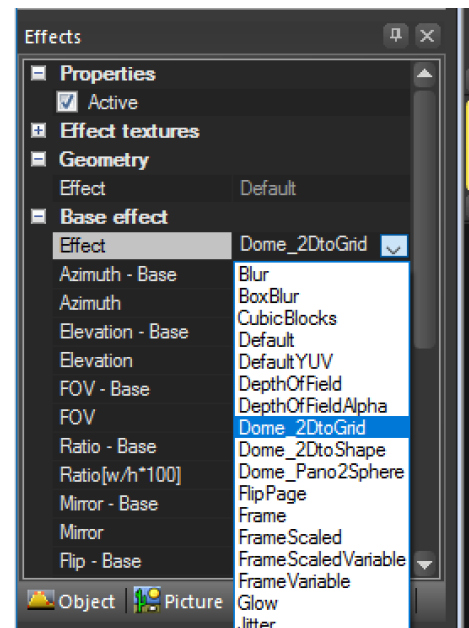 Effects
Properties
Active
Effect textures
Geometry
Effect Default
Base effect
Effect Dome_2DtoGrid
Azimuth - Base Blur
Azimuth BoxBlur
CubicBlocks
Elevation - Base Default
Elevation DefaultYUV
FOV - Base DepthOfField
FOV DepthOfFieldAlpha
Dome_2DtoGrid
Ratio - Base Dome_2DtoShape
Ratio[w/h*100] Dome_Pano2Sphere
Mirror - Base FlipPage
Mirror Frame
FrameScaled
Flip - Base FrameScaledVariable
FrameVariable
Object Picture Glow
Jitter